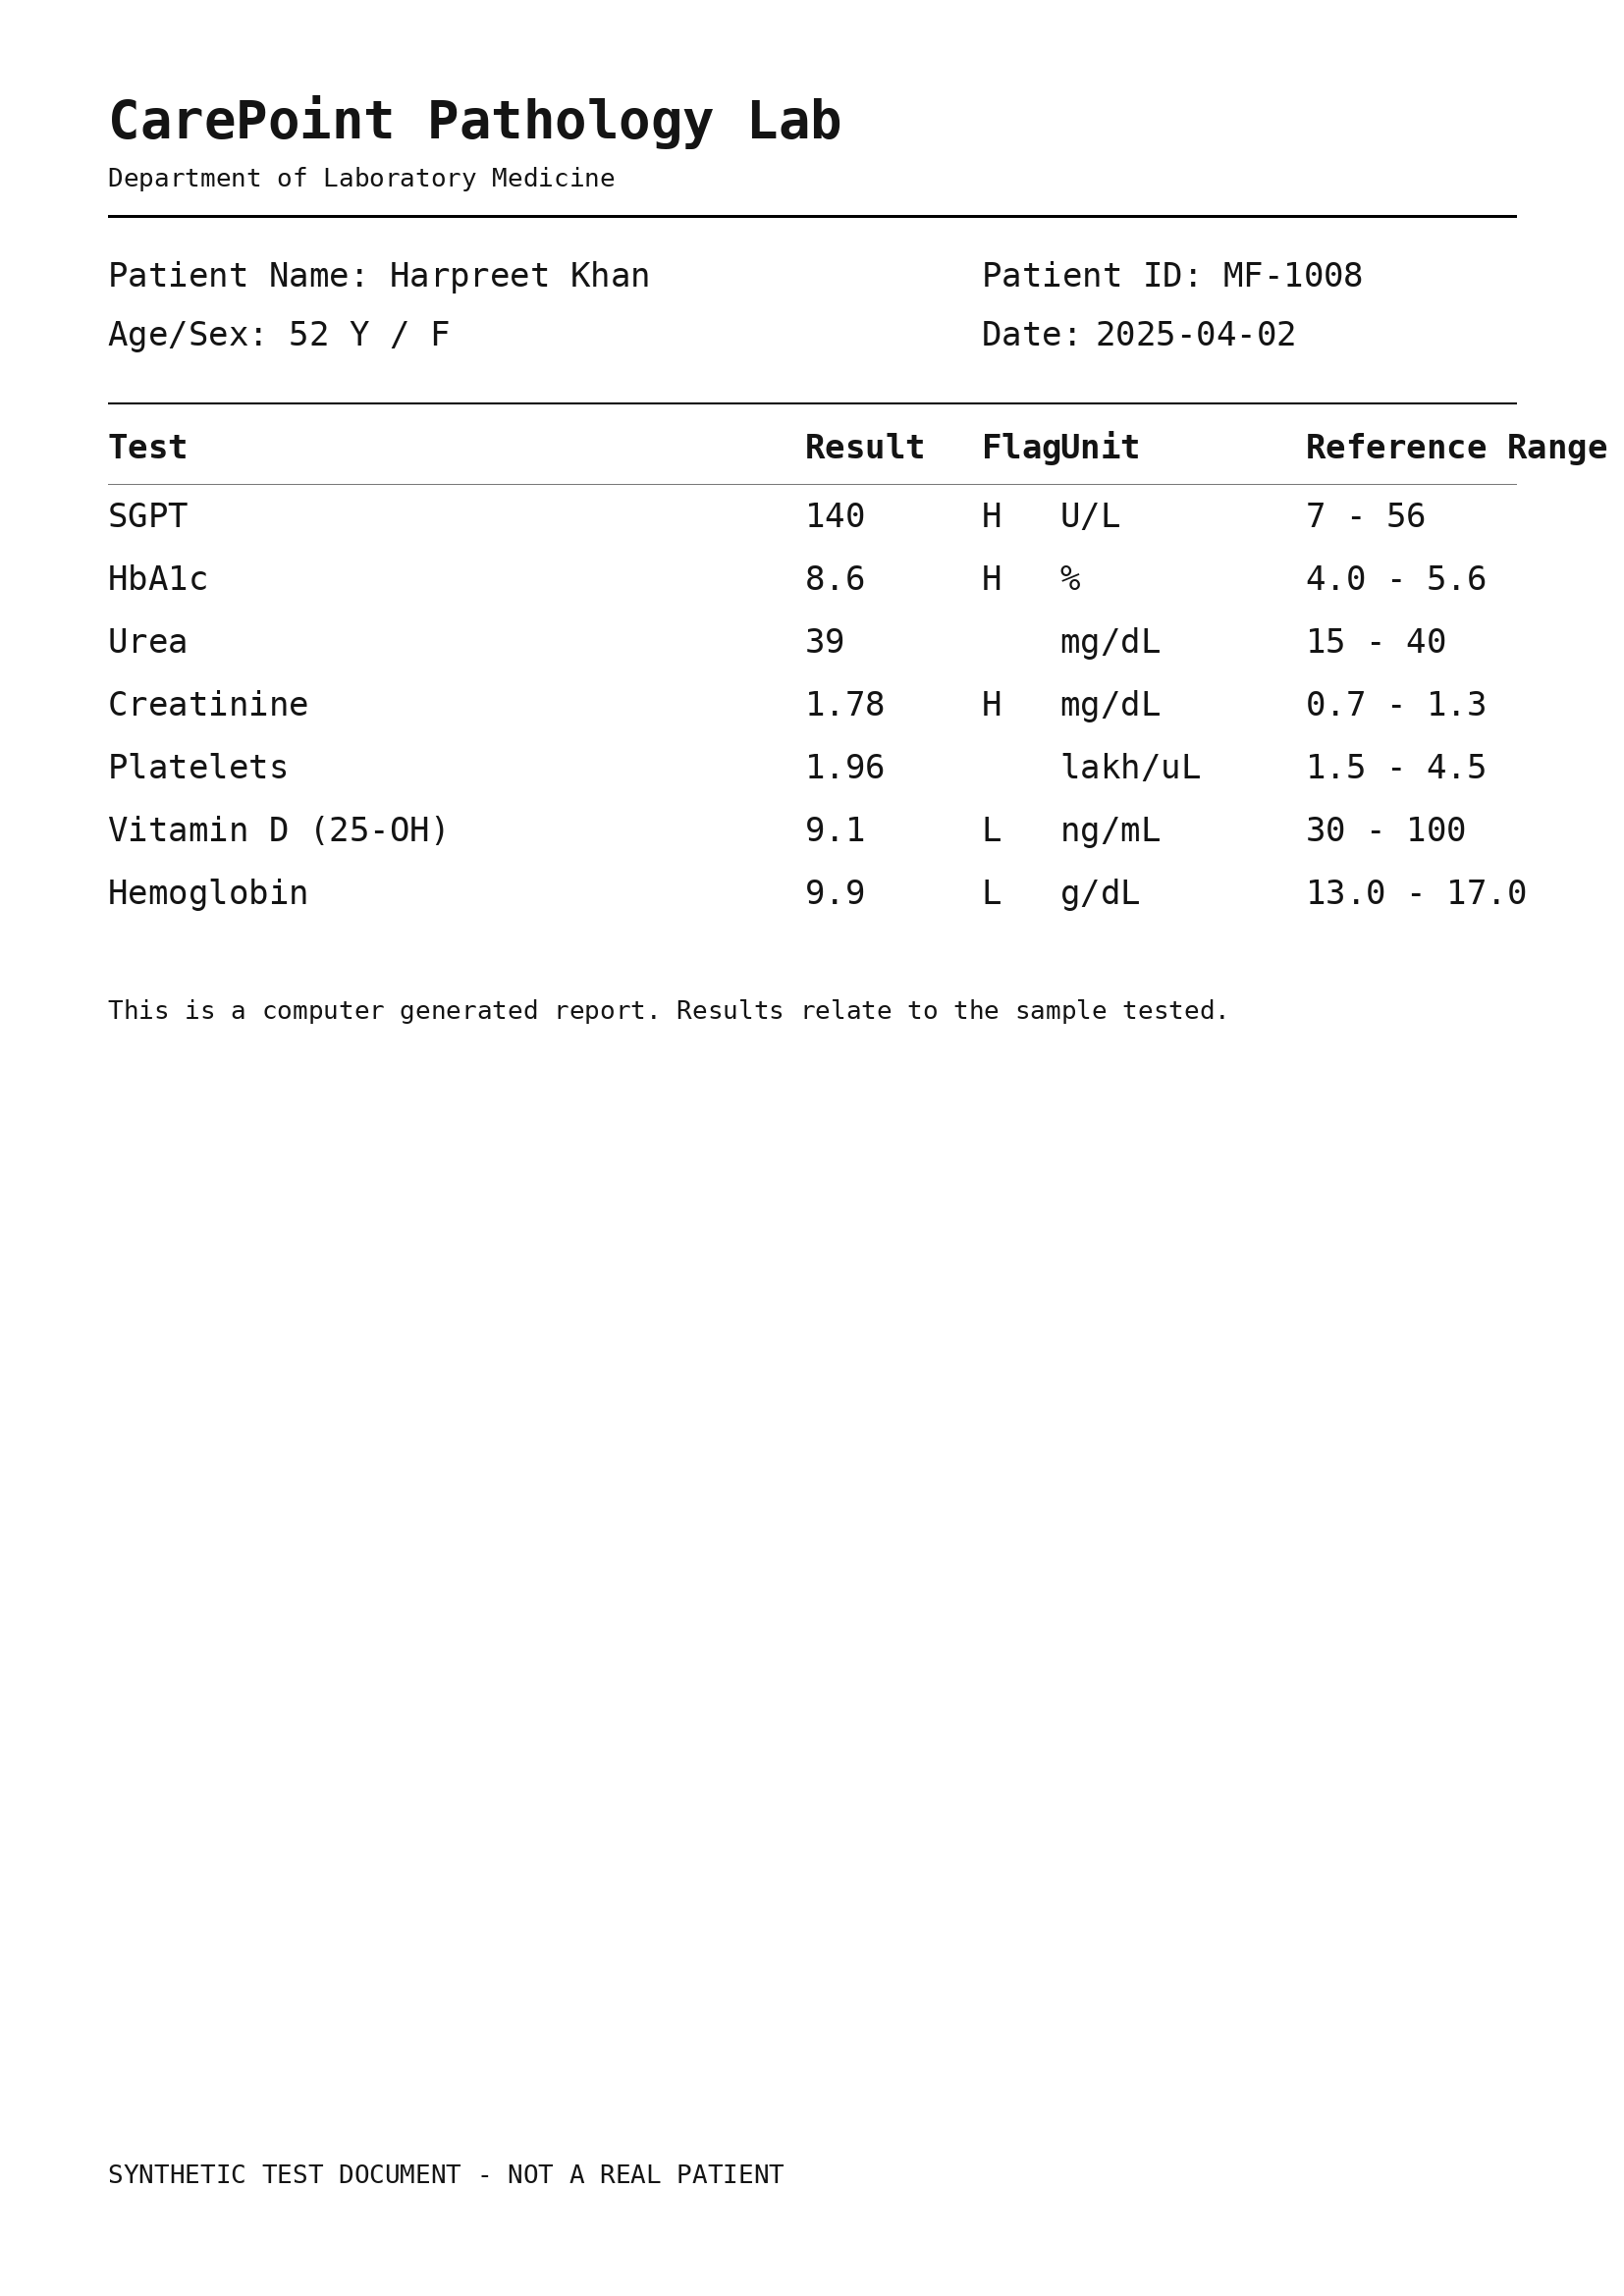 CarePoint Pathology Lab
Department of Laboratory Medicine
Patient Name: Harpreet Khan Patient ID: MF-1008
Age/Sex: 52 Y / F Date: 2025-04-02
Test Result Flag Unit Reference Range
SGPT 140 H U/L 7 - 56
HbA1c 8.6 H % 4.0 - 5.6
Urea 39 mg/dL 15 - 40
Creatinine 1.78 H mg/dL 0.7 - 1.3
Platelets 1.96 lakh/uL 1.5 - 4.5
Vitamin D (25-OH) 9.1 L ng/mL 30 - 100
Hemoglobin 9.9 L g/dL 13.0 - 17.0
This is a computer generated report. Results relate to the sample tested.
SYNTHETIC TEST DOCUMENT - NOT A REAL PATIENT